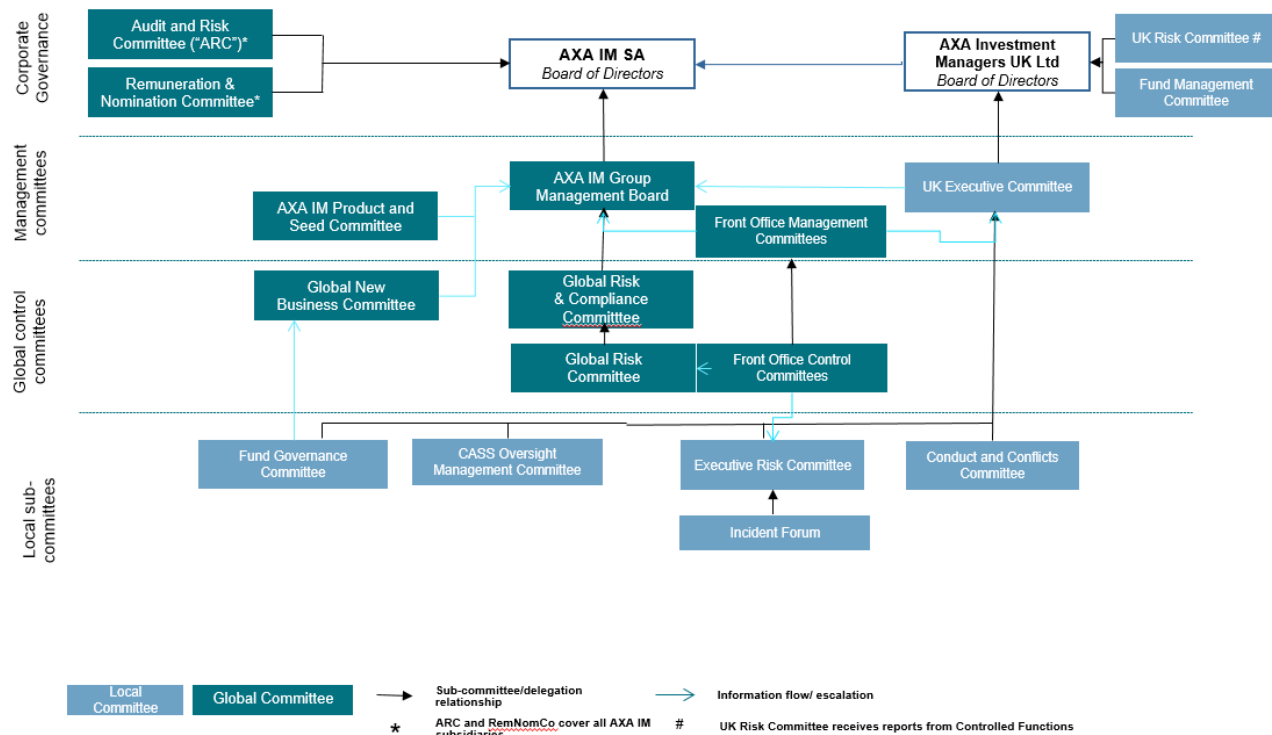 Corporate
Governance
Audit and Risk
Committee (“ARC”)*
Remuneration &
Nomination Committee*
AXA IM SA
Board of Directors
AXA Investment
Managers UK Ltd
Board of Directors
UK Risk Committee #
Fund Management
Committee
Management
committees
AXA IM Group
Management Board
UK Executive Committee
AXA IM Product and
Seed Committee
Front Office Management
Committees
Global control
committees
Global New
Business Committee
Global Risk
& Compliance
Committtee
Global Risk
Committee
Front Office Control
Committees
Local sub-
committees
Fund Governance
Committee
CASS Oversight
Management Committee
Executive Risk Committee
Conduct and Conflicts
Committee
Incident Forum
Local
Committee
Global Committee
Sub-committee/delegation
relationship
Information flow/ escalation
*
ARC and RemNomCo cover all AXA IM
subsidiaries
#
UK Risk Committee receives reports from Controlled Functions